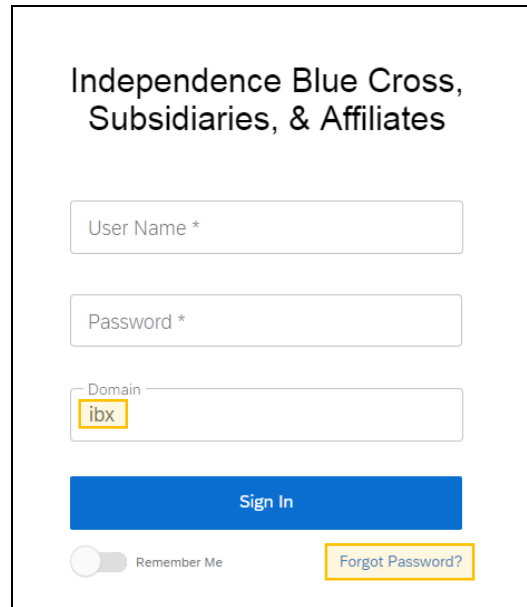 Independence Blue Cross,
Subsidiaries, & Affiliates
User Name *
Password *
Domain
ibx
Sign In
Remember Me
Forgot Password?